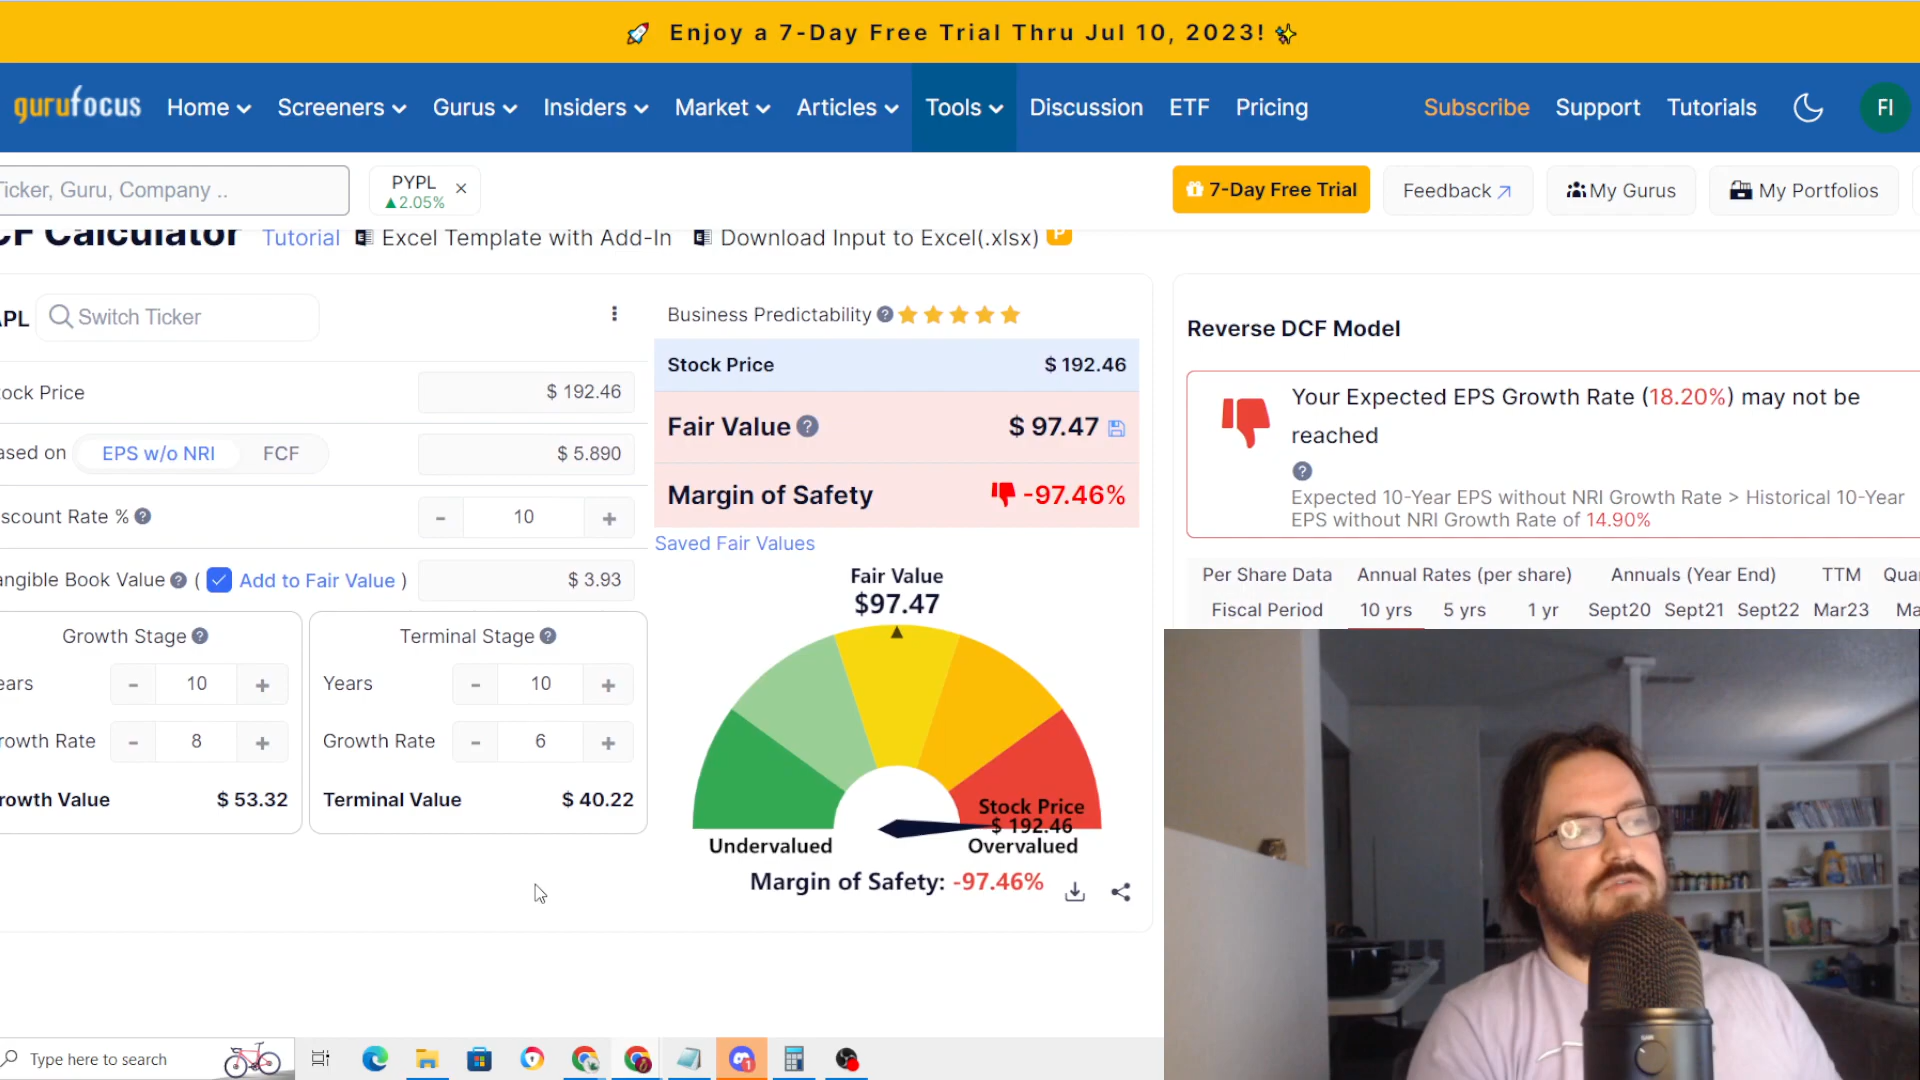 Enjoy a 7-Day Free Trial Thru Jul 10, 2023!
gurufocus Home Screeners Gurus Insiders Market Articles Tools Discussion ETF Pricing Subscribe Support Tutorials FI
Ticker, Guru, Company .. PYPL 2.05% 7-Day Free Trial Feedback My Gurus My Portfolios
CF Calculator Tutorial Excel Template with Add-In Download Input to Excel(.xlsx) P
APL Switch Ticker
tock Price $ 192.46
ased on EPS w/o NRI FCF $ 5.890
iscount Rate % ? - 10 +
angible Book Value ? ( Add to Fair Value ) $ 3.93
Growth Stage ?
ears - 10 +
rowth Rate - 8 +
rowth Value $ 53.32
Terminal Stage ?
Years - 10 +
Growth Rate - 6 +
Terminal Value $ 40.22
Business Predictability ?
Stock Price $ 192.46
Fair Value ? $ 97.47
Margin of Safety -97.46%
Saved Fair Values
Fair Value
$97.47
Stock Price
$ 192.46
Undervalued Overvalued
Margin of Safety: -97.46%
Reverse DCF Model
Your Expected EPS Growth Rate (18.20%) may not be
reached
?
Expected 10-Year EPS without NRI Growth Rate > Historical 10-Year
EPS without NRI Growth Rate of 14.90%
Per Share Data Annual Rates (per share) Annuals (Year End) TTM Qua
Fiscal Period 10 yrs 5 yrs 1 yr Sept20 Sept21 Sept22 Mar23 Ma
Type here to search
1